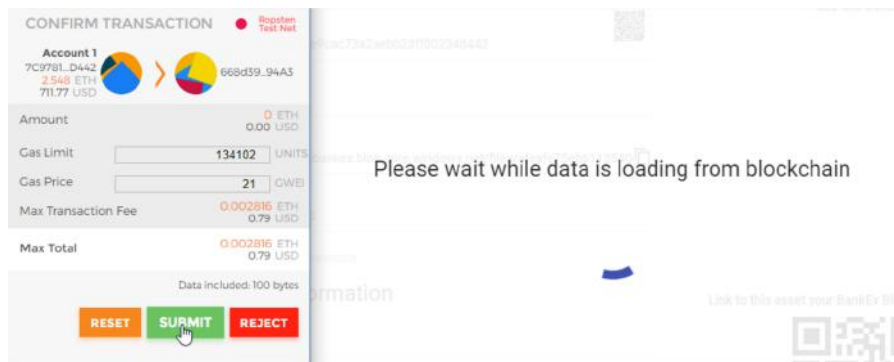 CONFIRM TRANSACTION
Ropsten
Test Net
Account 1
7C9781...D442
2.548 ETH
711.77 USD
668d39...94A3
Amount
0 ETH
0.00 USD
Gas Limit
134102 UNITS
Gas Price
21 GWEI
Max Transaction Fee
0.002816 ETH
0.79 USD
Max Total
0.002816 ETH
0.79 USD
Data included: 100 bytes
RESET
SUBMIT
REJECT
Please wait while data is loading from blockchain
Link to this asset your BankEx